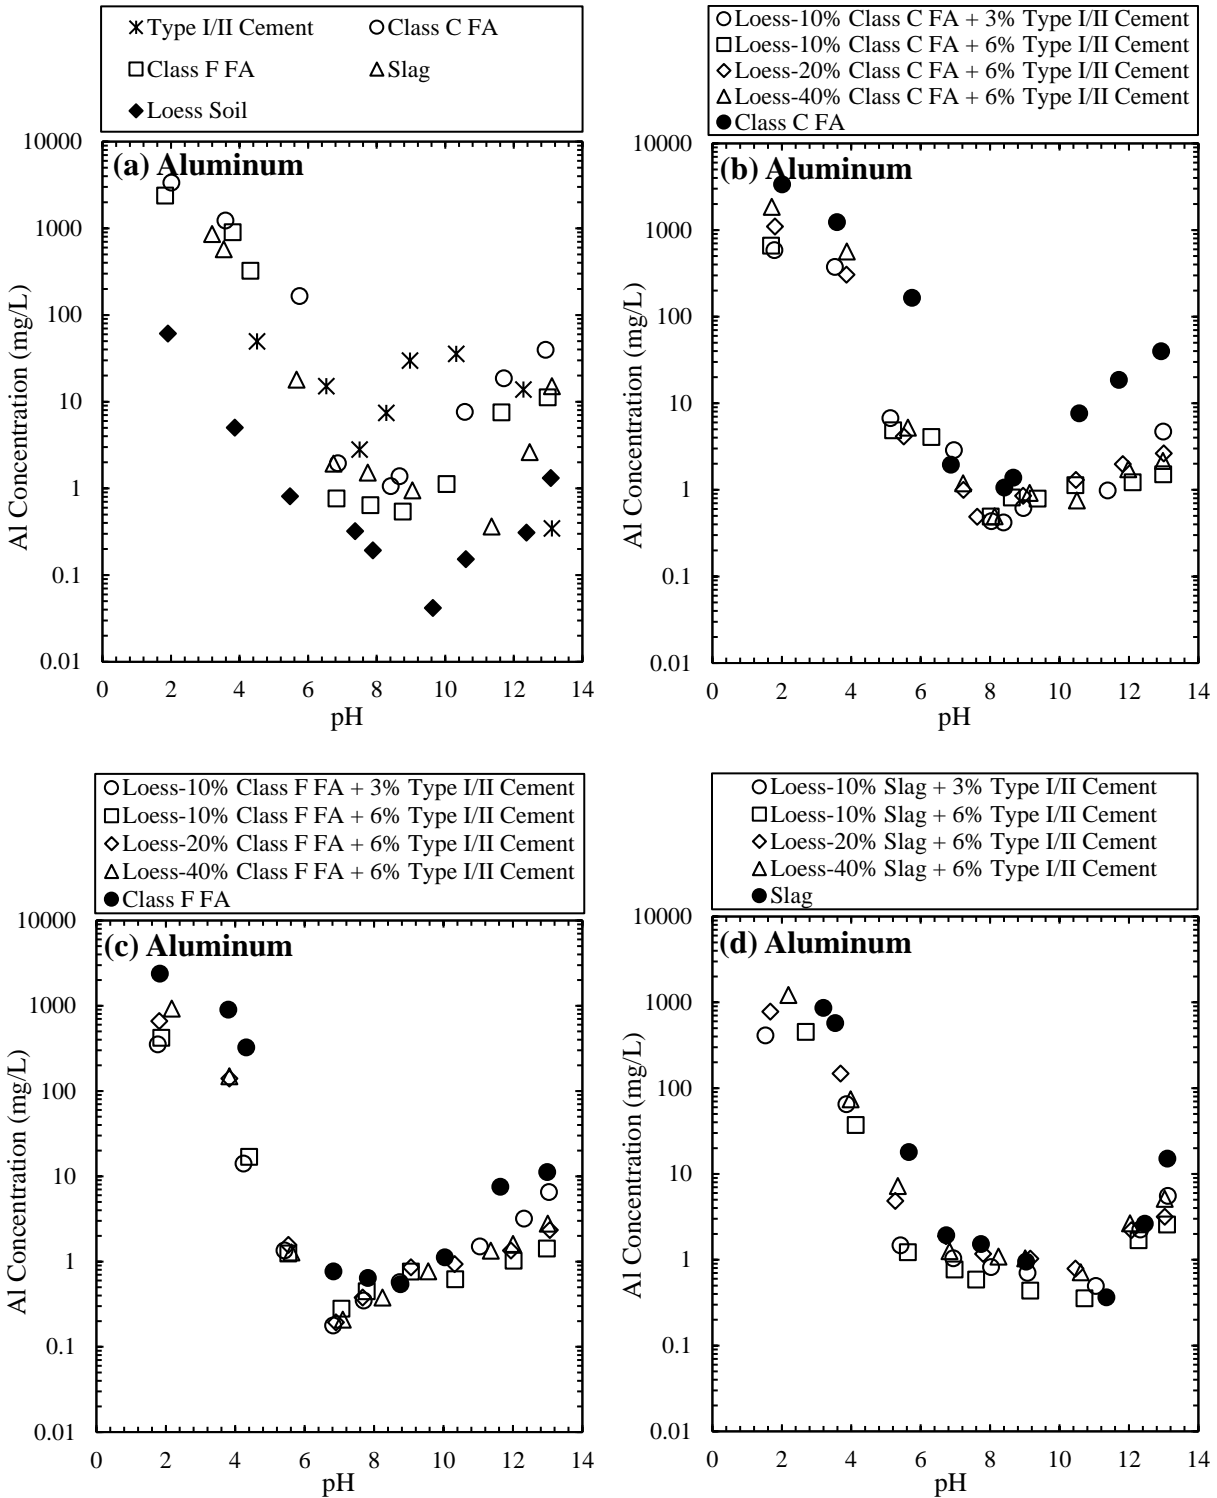 Type I/II Cement Class C FA
Class F FA Slag
Loess Soil
(a) Aluminum
Al Concentration (mg/L)
10000
1000
100
10
1
0.1
0.01
0 2 4 6 8 10 12 14
pH
Loess-10% Class C FA + 3% Type I/II Cement
Loess-10% Class C FA + 6% Type I/II Cement
Loess-20% Class C FA + 6% Type I/II Cement
Loess-40% Class C FA + 6% Type I/II Cement
Class C FA
(b) Aluminum
Al Concentration (mg/L)
10000
1000
100
10
1
0.1
0.01
0 2 4 6 8 10 12 14
pH
Loess-10% Class F FA + 3% Type I/II Cement
Loess-10% Class F FA + 6% Type I/II Cement
Loess-20% Class F FA + 6% Type I/II Cement
Loess-40% Class F FA + 6% Type I/II Cement
Class F FA
(c) Aluminum
Al Concentration (mg/L)
10000
1000
100
10
1
0.1
0.01
0 2 4 6 8 10 12 14
pH
Loess-10% Slag + 3% Type I/II Cement
Loess-10% Slag + 6% Type I/II Cement
Loess-20% Slag + 6% Type I/II Cement
Loess-40% Slag + 6% Type I/II Cement
Slag
(d) Aluminum
Al Concentration (mg/L)
10000
1000
100
10
1
0.1
0.01
0 2 4 6 8 10 12 14
pH